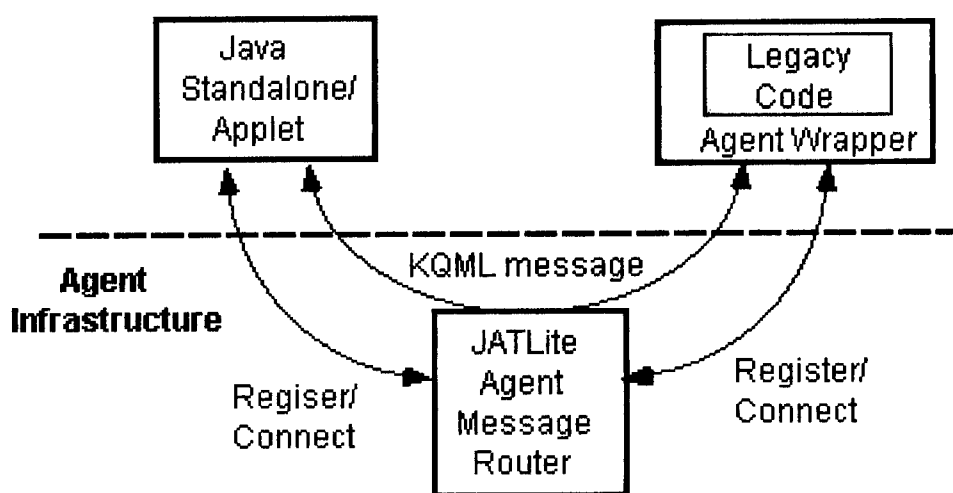 Java
Standalone/
Applet
Legacy
Code
Agent Wrapper
KQML message
Agent
Infrastructure
JATLite
Agent
Message
Router
Regiser/
Connect
Register/
Connect